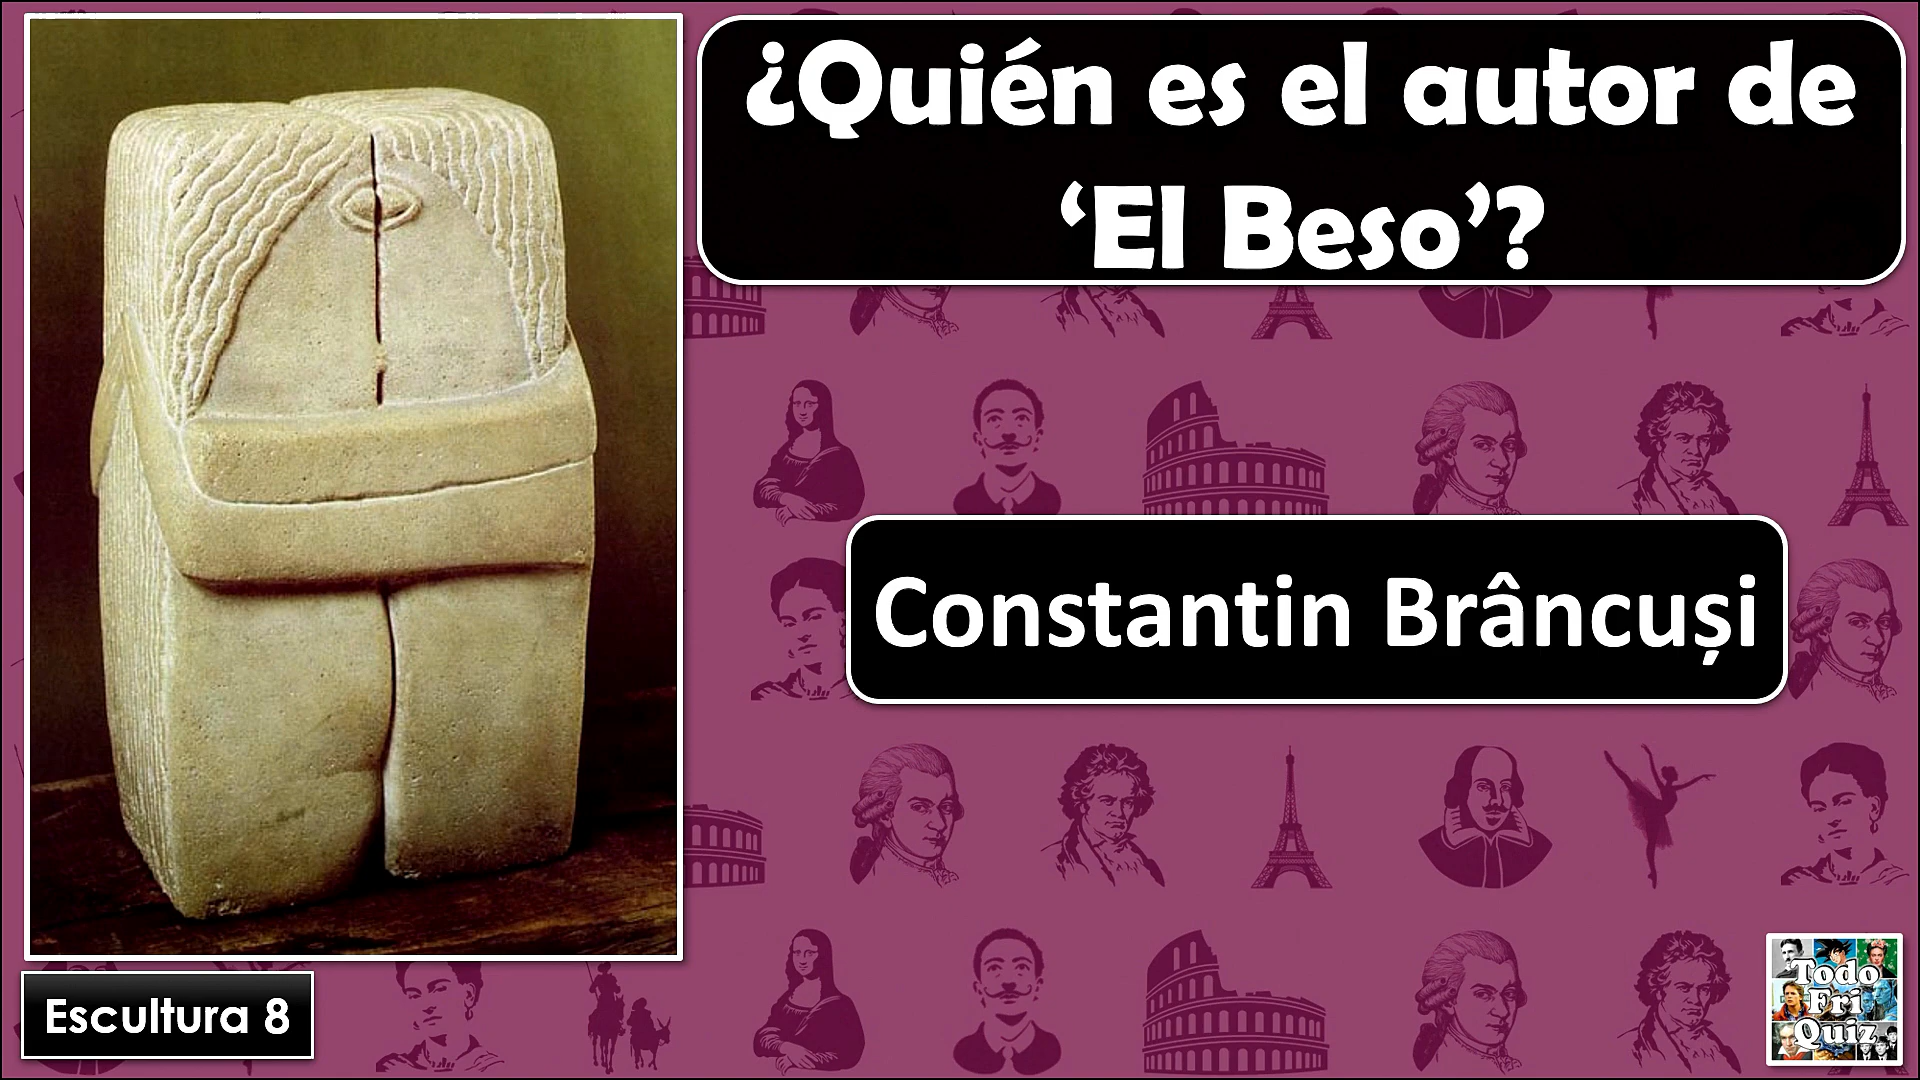 ¿Quién es el autor de
‘El Beso’?
Constantin Brâncuși
Escultura 8
Todo
Fri
Quiz